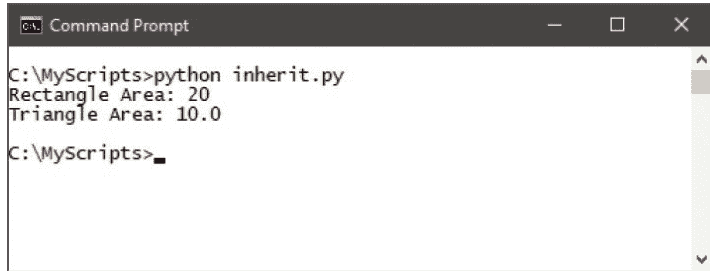 Command Prompt
C:\MyScripts>python inherit.py
Rectangle Area: 20
Triangle Area: 10.0
C:\MyScripts>